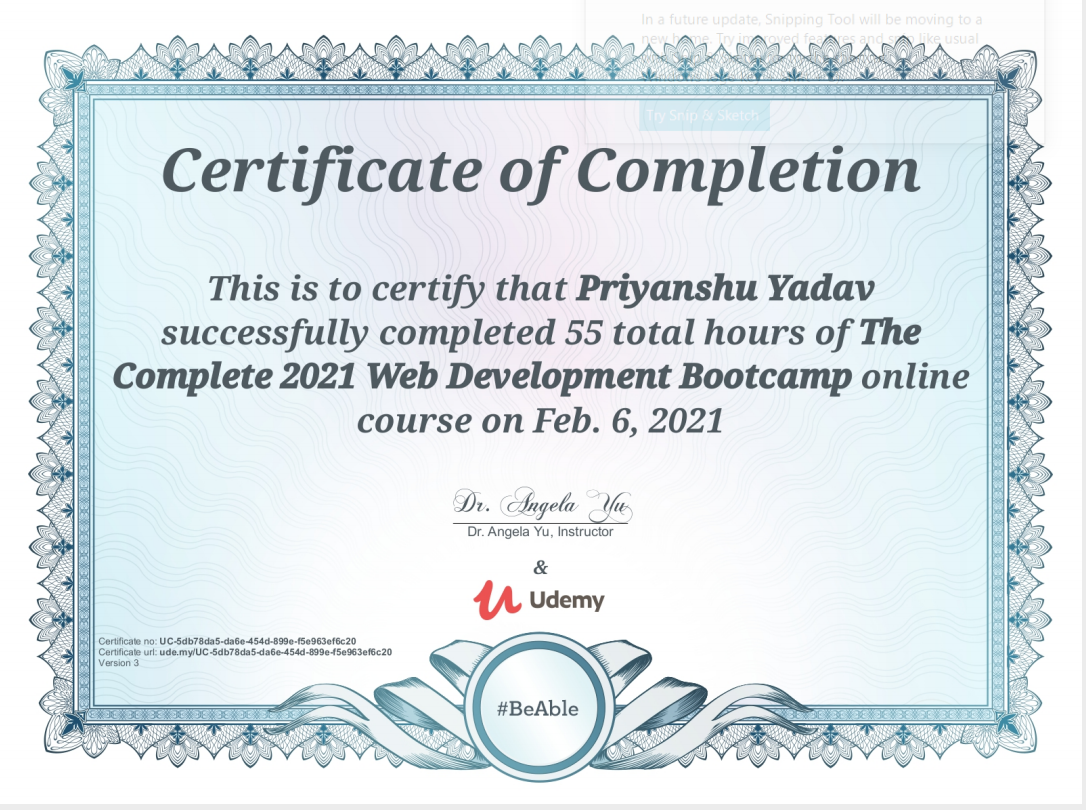 In a future update, Snipping Tool will be moving to a
new home. Try improved features and snip like usual
Try Snip & Sketch
Certificate of Completion
This is to certify that Priyanshu Yadav
successfully completed 55 total hours of The
Complete 2021 Web Development Bootcamp online
course on Feb. 6, 2021
Dr. Angela Yu
Dr. Angela Yu, Instructor
&
Udemy
Certificate no: UC-5db78da5-da6e-454d-899e-f5e963ef6c20
Certificate url: ude.my/UC-5db78da5-da6e-454d-899e-f5e963ef6c20
Version 3
#BeAble